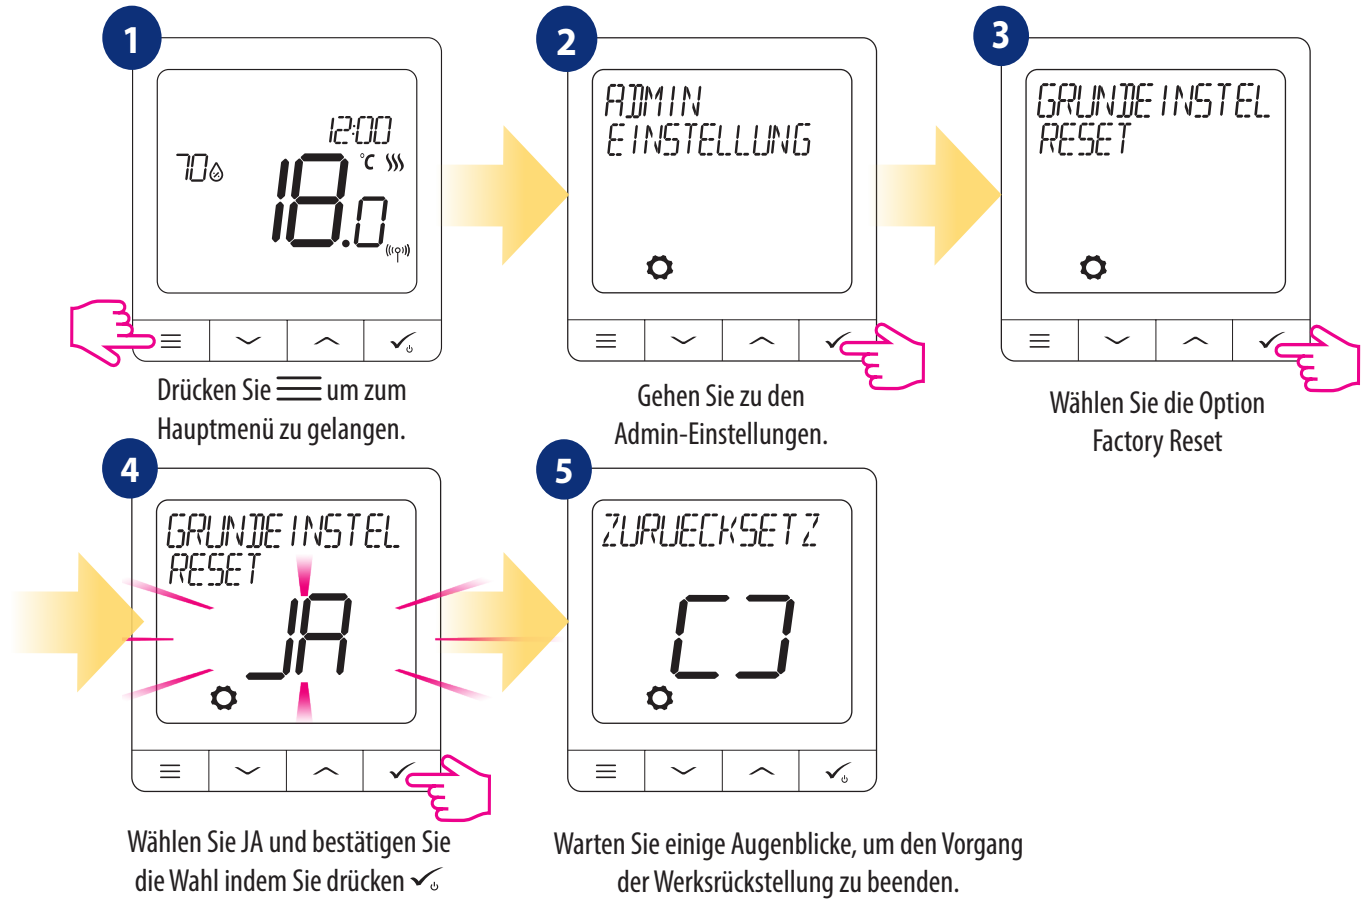 1
12:00
70
°C
18.0
Drücken Sie um zum
Hauptmenü zu gelangen.
2
ADMIN
EINSTELLUNG
Gehen Sie zu den
Admin-Einstellungen.
3
GRUNDEINSTEL
RESET
Wählen Sie die Option
Factory Reset
4
GRUNDEINSTEL
RESET
JA
Wählen Sie JA und bestätigen Sie
die Wahl indem Sie drücken
5
ZURUECKSETZ
Warten Sie einige Augenblicke, um den Vorgang
der Werksrückstellung zu beenden.